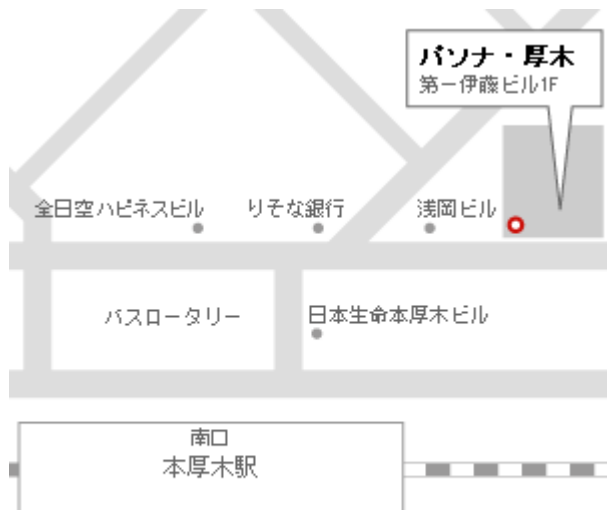 パソナ・厚木
第一伊藤ビル1F
全日空ハピネスビル
りそな銀行
浅岡ビル
バスロータリー
日本生命本厚木ビル
南口
本厚木駅